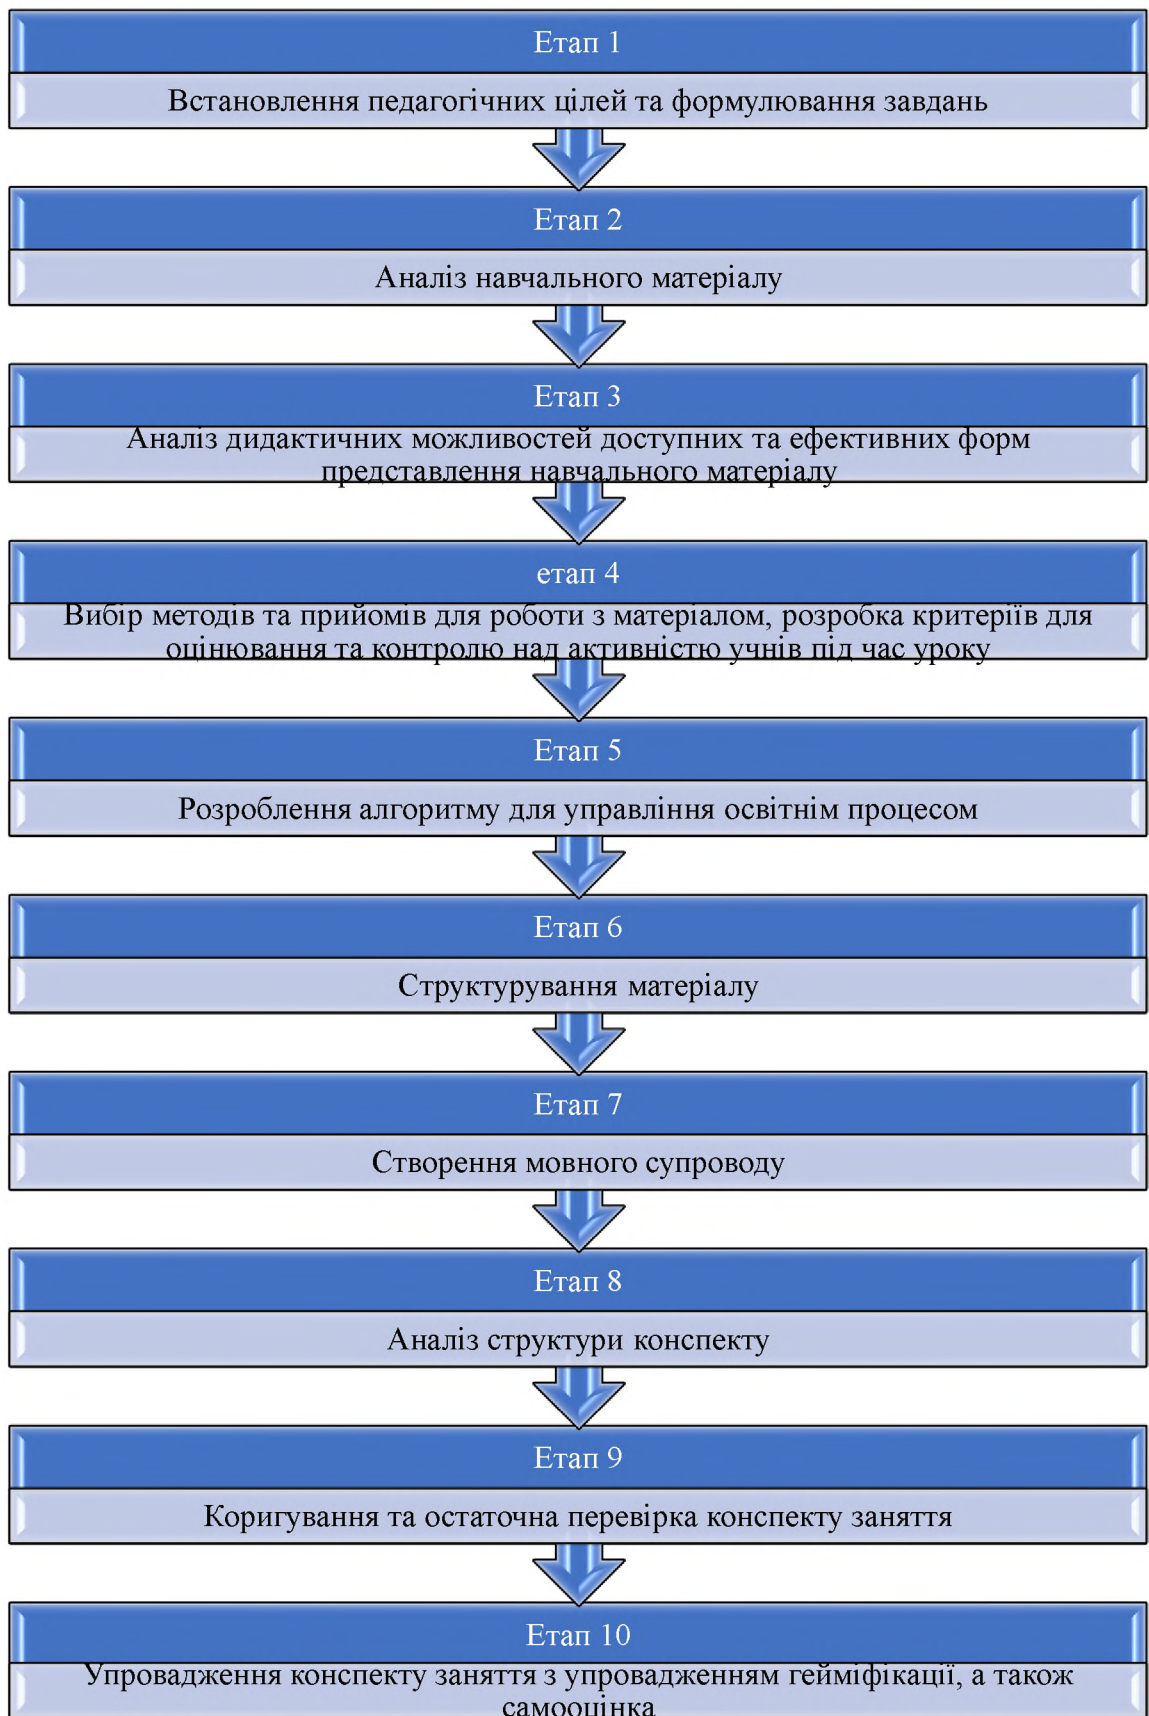 Етап 1
Встановлення педагогічних цілей та формулювання завдань
Етап 2
Аналіз навчального матеріалу
Етап 3
Аналіз дидактичних можливостей доступних та ефективних форм
представлення навчального матеріалу
етап 4
Вибір методів та прийомів для роботи з матеріалом, розробка критеріїв для
оцінювання та контролю над активністю учнів під час уроку
Етап 5
Розроблення алгоритму для управління освітнім процесом
Етап 6
Структурування матеріалу
Етап 7
Створення мовного супроводу
Етап 8
Аналіз структури конспекту
Етап 9
Коригування та остаточна перевірка конспекту заняття
Етап 10
Упровадження конспекту заняття з упровадженням гейміфікації, а також
самооцінка